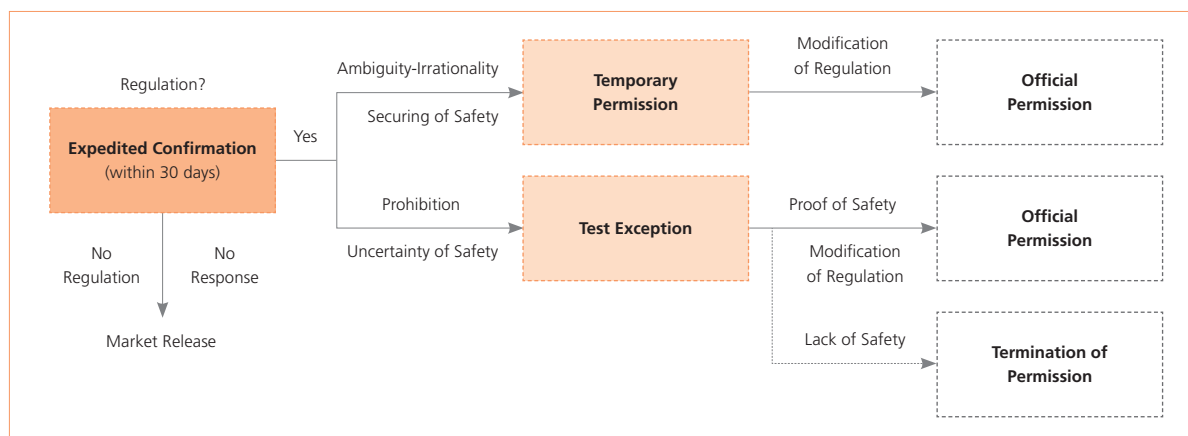 Regulation?
Expedited Confirmation
(within 30 days)
Yes
No
Regulation
No
Response
Market Release
Ambiguity-Irrationality
Securing of Safety
Temporary
Permission
Modification
of Regulation
Official
Permission
Prohibition
Uncertainty of Safety
Test Exception
Proof of Safety
Modification
of Regulation
Official
Permission
Lack of Safety
Termination of
Permission